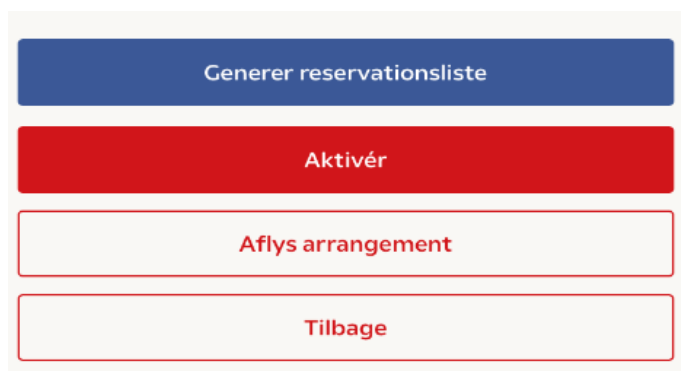 Generer reservationsliste
Aktivér
Aflys arrangement
Tilbage